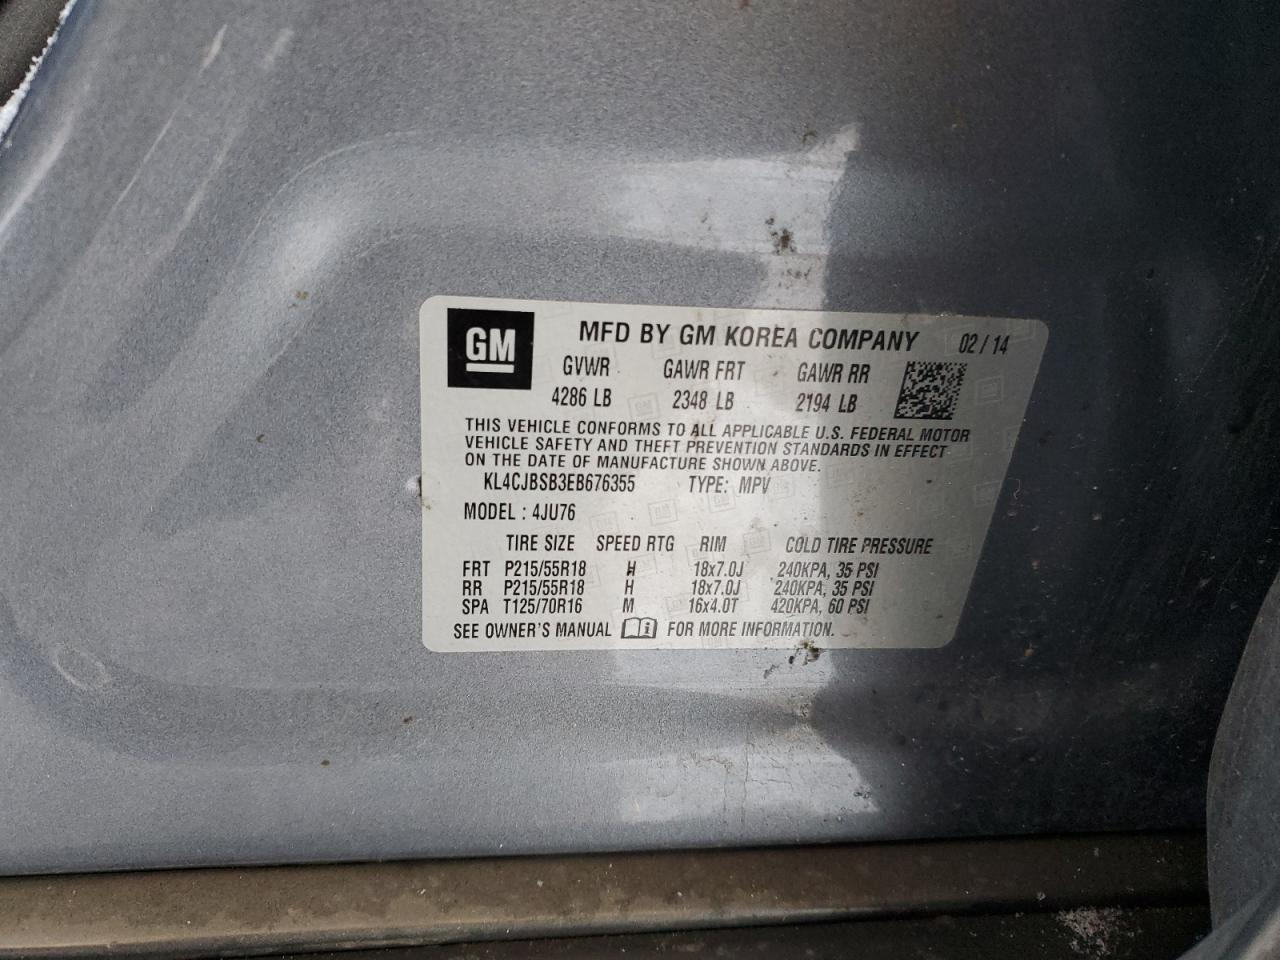 GM
MFD BY GM KOREA COMPANY 02 / 14
GVWR GAWR FRT GAWR RR
4286 LB 2348 LB 2194 LB
THIS VEHICLE CONFORMS TO ALL APPLICABLE U.S. FEDERAL MOTOR
VEHICLE SAFETY AND THEFT PREVENTION STANDARDS IN EFFECT
ON THE DATE OF MANUFACTURE SHOWN ABOVE.
KL4CJBSB3EB676355 TYPE: MPV
MODEL : 4JU76
TIRE SIZE SPEED RTG RIM COLD TIRE PRESSURE
FRT P215/55R18 H 18x7.0J 240KPA, 35 PSI
RR P215/55R18 H 18x7.0J 240KPA, 35 PSI
SPA T125/70R16 M 16x4.0T 420KPA, 60 PSI
SEE OWNER'S MANUAL i FOR MORE INFORMATION.